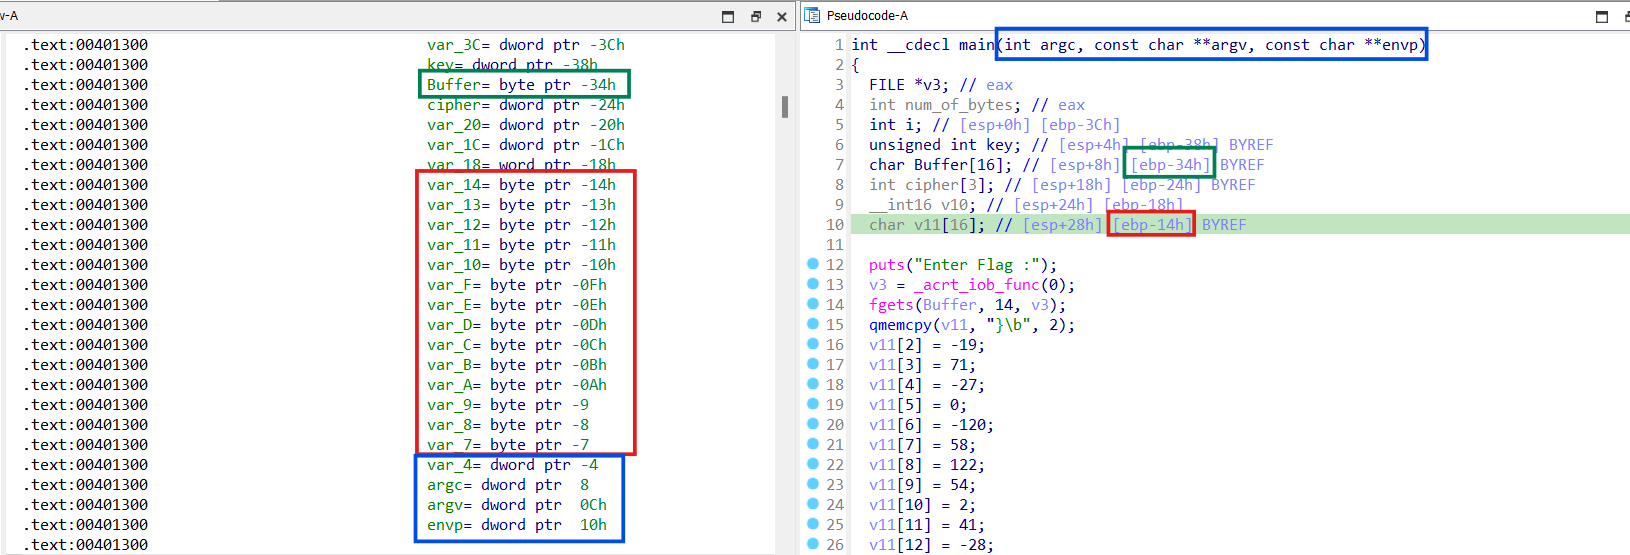 v-A
.text:00401300 var_3C= dword ptr -3Ch
.text:00401300 key= dword ptr -38h
.text:00401300 Buffer= byte ptr -34h
.text:00401300 cipher= dword ptr -24h
.text:00401300 var_20= dword ptr -20h
.text:00401300 var_1C= dword ptr -1Ch
.text:00401300 var_18= word ptr -18h
.text:00401300 var_14= byte ptr -14h
.text:00401300 var_13= byte ptr -13h
.text:00401300 var_12= byte ptr -12h
.text:00401300 var_11= byte ptr -11h
.text:00401300 var_10= byte ptr -10h
.text:00401300 var_F= byte ptr -0Fh
.text:00401300 var_E= byte ptr -0Eh
.text:00401300 var_D= byte ptr -0Dh
.text:00401300 var_C= byte ptr -0Ch
.text:00401300 var_B= byte ptr -0Bh
.text:00401300 var_A= byte ptr -0Ah
.text:00401300 var_9= byte ptr -9
.text:00401300 var_8= byte ptr -8
.text:00401300 var_7= byte ptr -7
.text:00401300 var_4= dword ptr -4
.text:00401300 argc= dword ptr  8
.text:00401300 argv= dword ptr  0Ch
.text:00401300 envp= dword ptr  10h
.text:00401300
Pseudocode-A
1 int __cdecl main(int argc, const char **argv, const char **envp)
2 {
3   FILE *v3; // eax
4   int num_of_bytes; // eax
5   int i; // [esp+0h] [ebp-3Ch]
6   unsigned int key; // [esp+4h] [ebp-38h] BYREF
7   char Buffer[16]; // [esp+8h] [ebp-34h] BYREF
8   int cipher[3]; // [esp+18h] [ebp-24h] BYREF
9   __int16 v10; // [esp+24h] [ebp-18h]
10   char v11[16]; // [esp+28h] [ebp-14h] BYREF
11
12   puts("Enter Flag :");
13   v3 = _acrt_iob_func(0);
14   fgets(Buffer, 14, v3);
15   qmemcpy(v11, "}\b", 2);
16   v11[2] = -19;
17   v11[3] = 71;
18   v11[4] = -27;
19   v11[5] = 0;
20   v11[6] = -120;
21   v11[7] = 58;
22   v11[8] = 122;
23   v11[9] = 54;
24   v11[10] = 2;
25   v11[11] = 41;
26   v11[12] = -28;